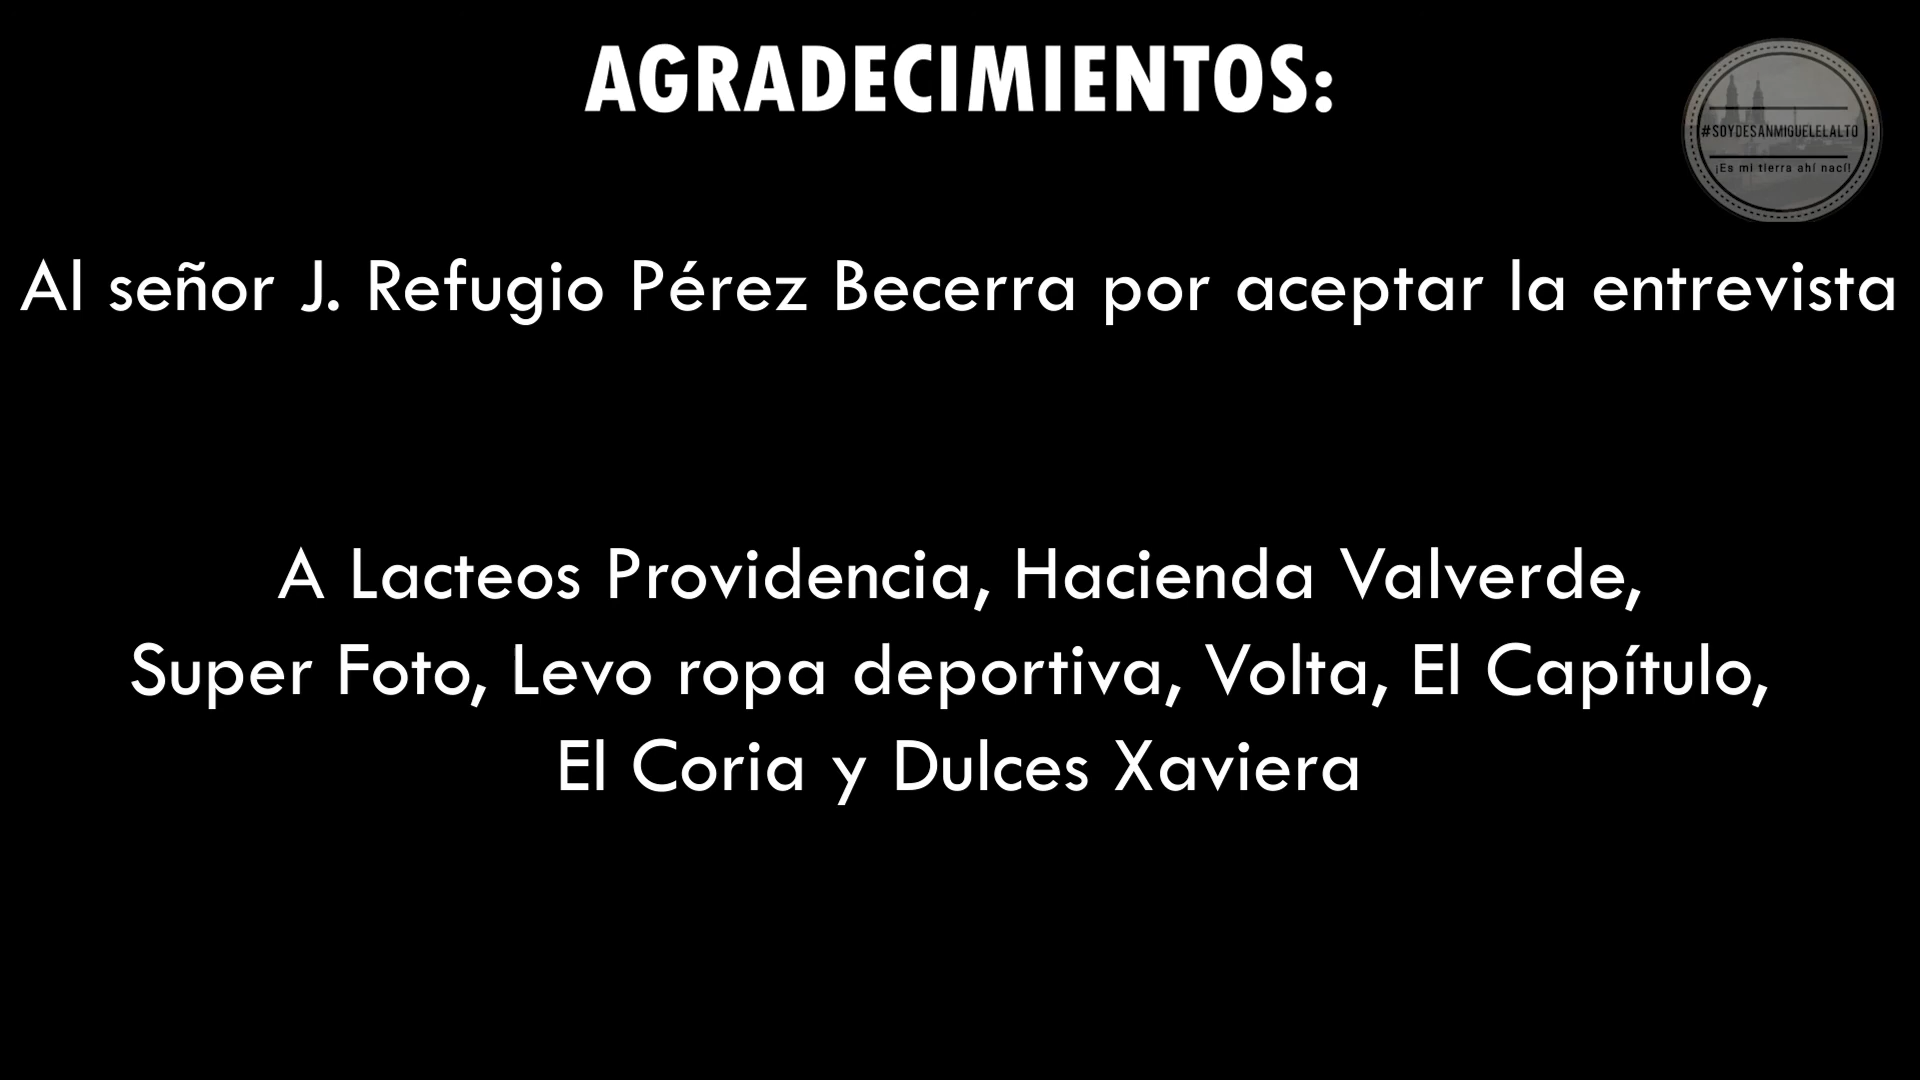 AGRADECIMIENTOS:
#SOYDESANMIGUELELALTO
¡Es mi tierra ahí nací!
Al señor J. Refugio Pérez Becerra por aceptar la entrevista
A Lacteos Providencia, Hacienda Valverde,
Super Foto, Levo ropa deportiva, Volta, El Capítulo,
El Coria y Dulces Xaviera